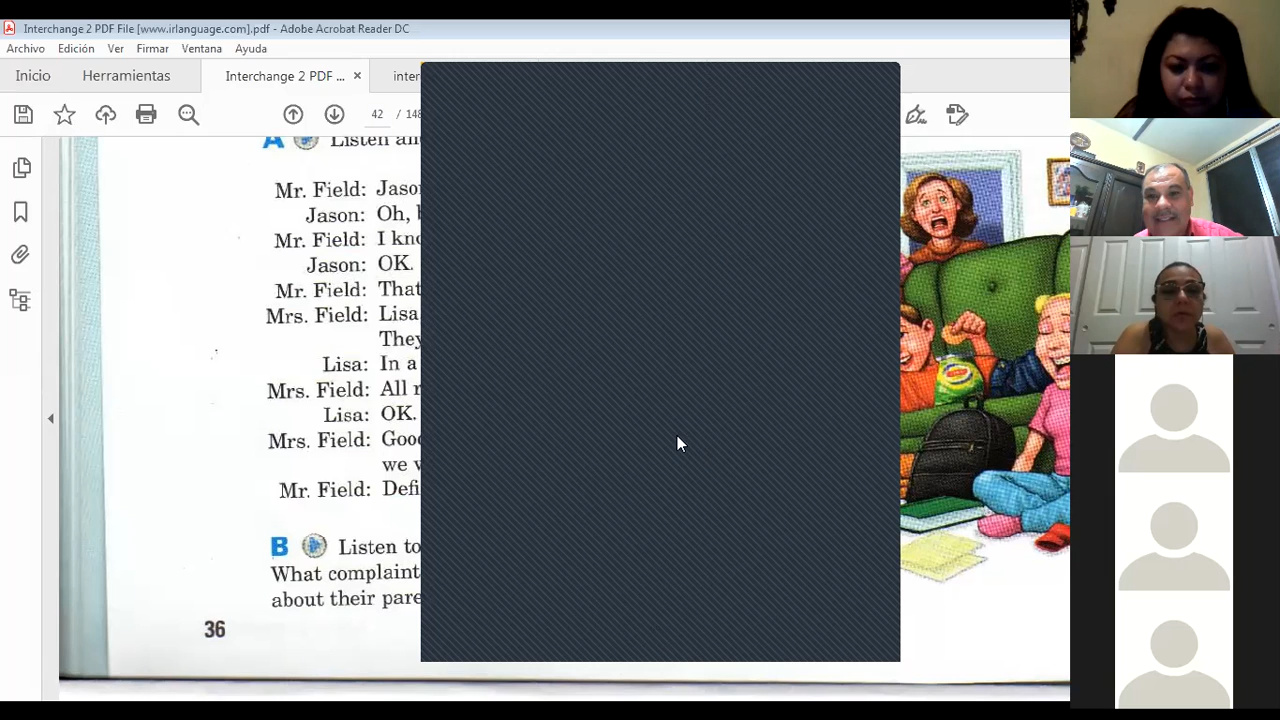 Interchange 2 PDF File [www.irlanguage.com].pdf - Adobe Acrobat Reader DC
Archivo Edición Ver Firmar Ventana Ayuda
Inicio Herramientas Interchange 2 PDF ... × inter
42 / 148
A Listen an
Mr. Field: Jaso
Jason: Oh,
Mr. Field: I kno
Jason: OK.
Mr. Field: That
Mrs. Field: Lisa
They
Lisa: In a
Mrs. Field: All
Lisa: OK.
Mrs. Field: Good
we
Mr. Field: Defi
B Listen to
What complaint
about their pare
36